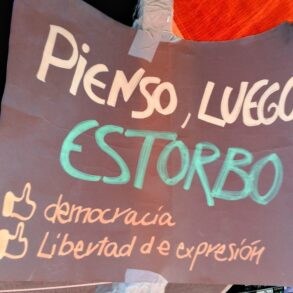 PIENSO, LUEGO
ESTORBO
democracia
Libertad de expresión